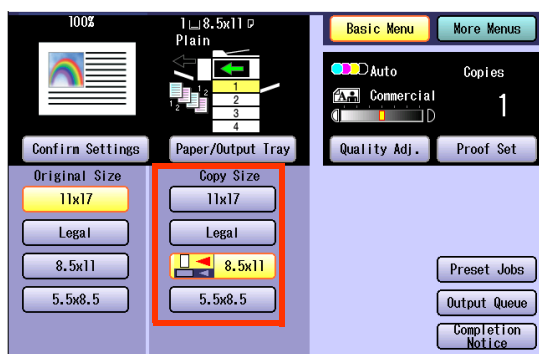 100%
1 8.5x11
Plain
Basic Menu
More Menus
1
2
3
4
1 2
Auto
Copies
Commercial
1
Confirm Settings
Paper/Output Tray
Quality Adj.
Proof Set
Original Size
Copy Size
11x17
11x17
Legal
Legal
8.5x11
8.5x11
5.5x8.5
5.5x8.5
Preset Jobs
Output Queue
Completion
Notice